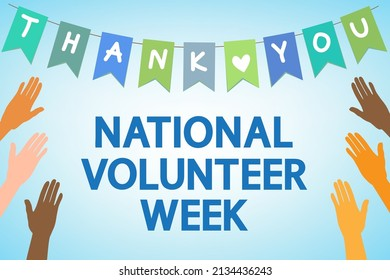 THANK YOU
NATIONAL
VOLUNTEER
WEEK
shutterstock.com · 2134436243